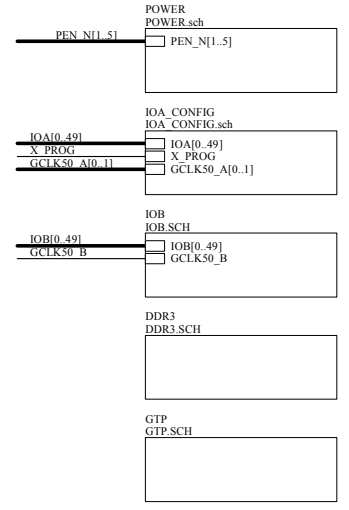 POWER
POWER.sch
PEN_N[1..5]
PEN_N[1..5]
IOA_CONFIG
IOA_CONFIG.sch
IOA[0..49]
IOA[0..49]
X_PROG
X_PROG
GCLK50_A[0..1]
GCLK50_A[0..1]
IOB
IOB.SCH
IOB[0..49]
IOB[0..49]
GCLK50_B
GCLK50_B
DDR3
DDR3.SCH
GTP
GTP.SCH